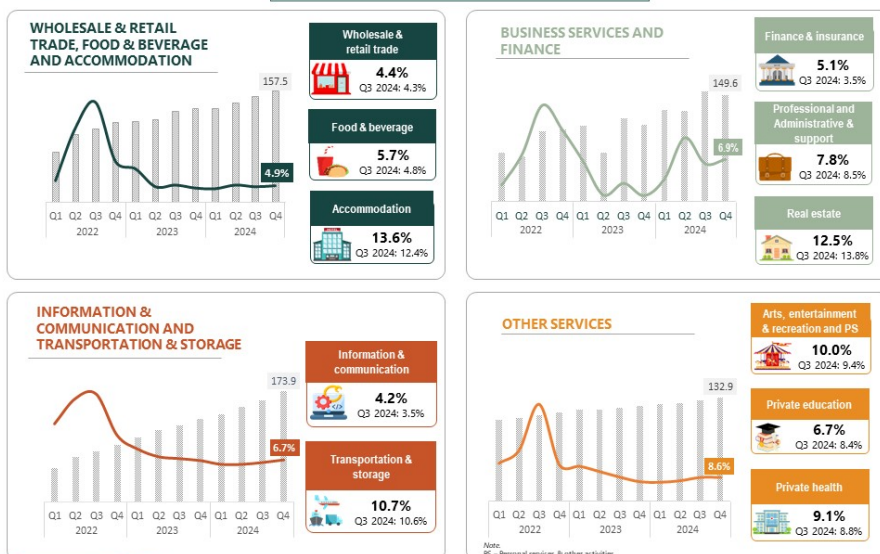 WHOLESALE & RETAIL
TRADE, FOOD & BEVERAGE
AND ACCOMMODATION
157.5
4.9%
Q1 Q2 Q3 Q4 Q1 Q2 Q3 Q4 Q1 Q2 Q3 Q4
2022 2023 2024
Wholesale &
retail trade
4.4%
Q3 2024: 4.3%
Food & beverage
5.7%
Q3 2024: 4.8%
Accommodation
13.6%
Q3 2024: 12.4%
BUSINESS SERVICES AND
FINANCE
149.6
6.9%
Q1 Q2 Q3 Q4 Q1 Q2 Q3 Q4 Q1 Q2 Q3 Q4
2022 2023 2024
Finance & insurance
5.1%
Q3 2024: 3.5%
Professional and
Administrative &
support
7.8%
Q3 2024: 8.5%
Real estate
12.5%
Q3 2024: 13.8%
INFORMATION &
COMMUNICATION AND
TRANSPORTATION & STORAGE
173.9
6.7%
Q1 Q2 Q3 Q4 Q1 Q2 Q3 Q4 Q1 Q2 Q3 Q4
2022 2023 2024
Information &
communication
4.2%
Q3 2024: 3.5%
Transportation &
storage
10.7%
Q3 2024: 10.6%
OTHER SERVICES
132.9
8.6%
Q1 Q2 Q3 Q4 Q1 Q2 Q3 Q4 Q1 Q2 Q3 Q4
2022 2023 2024
Note.
PS – Personal services & other activities
Arts, entertainment
& recreation and PS
10.0%
Q3 2024: 9.4%
Private education
6.7%
Q3 2024: 8.4%
Private health
9.1%
Q3 2024: 8.8%